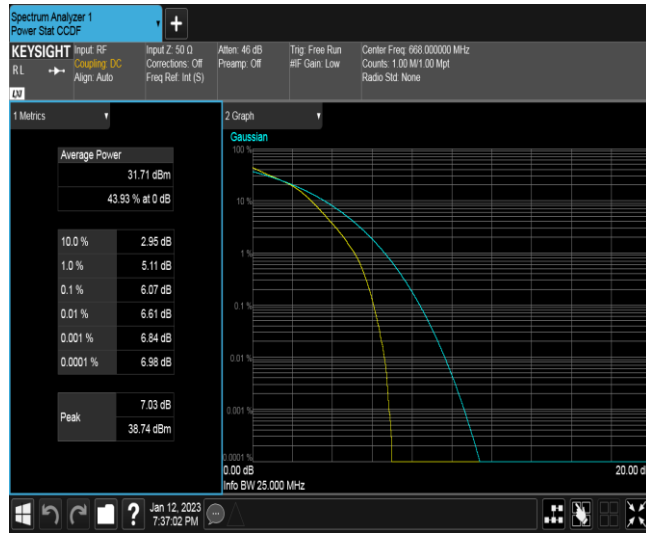 Spectrum Analyzer 1
Power Stat CCDF
+
KEYSIGHT
RL
LXI
Input: RF
Coupling: DC
Align: Auto
Input Z: 50 Ω
Corrections: Off
Freq Ref: Int (S)
Atten: 46 dB
Preamp: Off
Trig: Free Run
#IF Gain: Low
Center Freq: 668.000000 MHz
Counts: 1.00 M/1.00 Mpt
Radio Std: None
1 Metrics
Average Power
31.71 dBm
43.93 % at 0 dB
10.0 % 2.95 dB
1.0 % 5.11 dB
0.1 % 6.07 dB
0.01 % 6.61 dB
0.001 % 6.84 dB
0.0001 % 6.98 dB
Peak
7.03 dB
38.74 dBm
2 Graph
Gaussian
100 %
10 %
1 %
0.1 %
0.01 %
0.001 %
0.0001 %
0.00 dB
20.00 d
Info BW 25.000 MHz
?
Jan 12, 2023
7:37:02 PM